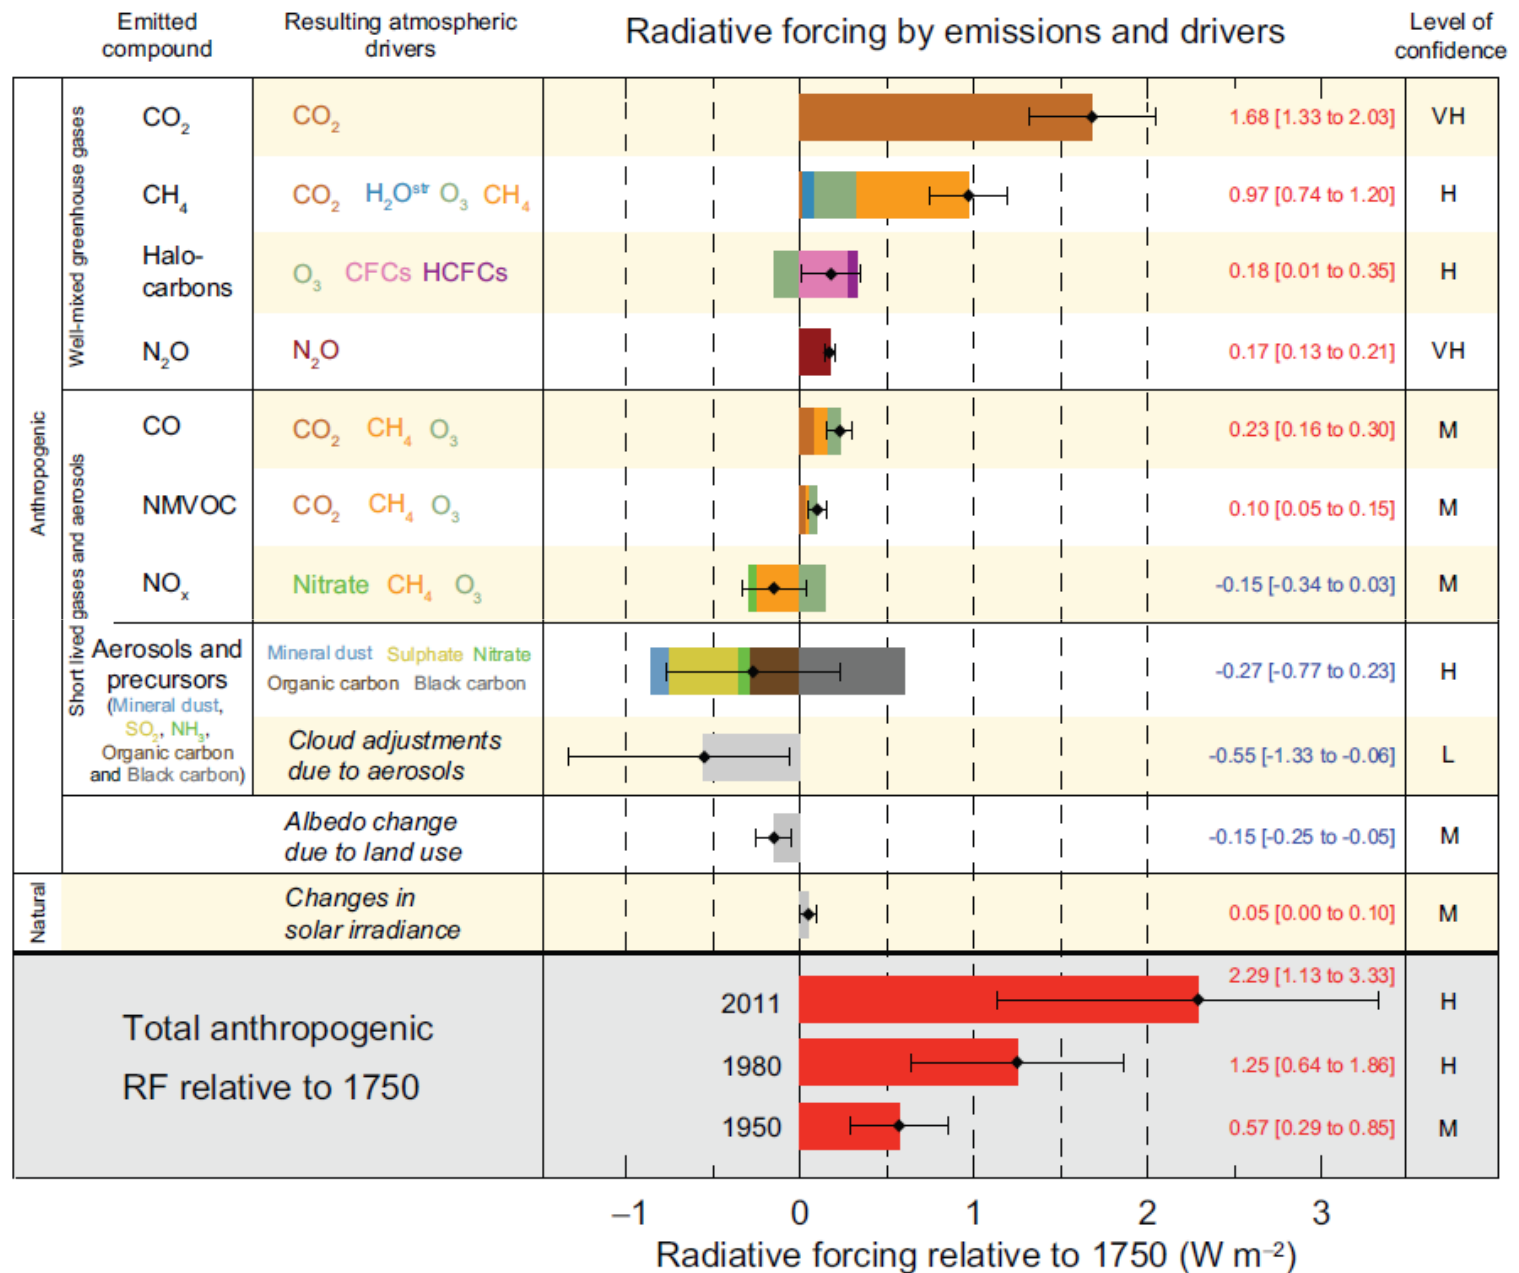 Emitted compound
Resulting atmospheric drivers
Radiative forcing by emissions and drivers
Level of confidence
Anthropogenic
Well-mixed greenhouse gases
CO₂
CO₂
1.68 [1.33 to 2.03]
VH
CH₄
CO₂ H₂Oˢᵗʳ O₃ CH₄
0.97 [0.74 to 1.20]
H
Halo-
carbons
O₃ CFCs HCFCs
0.18 [0.01 to 0.35]
H
N₂O
N₂O
0.17 [0.13 to 0.21]
VH
Short lived gases and aerosols
CO
CO₂ CH₄ O₃
0.23 [0.16 to 0.30]
M
NMVOC
CO₂ CH₄ O₃
0.10 [0.05 to 0.15]
M
NOₓ
Nitrate CH₄ O₃
-0.15 [-0.34 to 0.03]
M
Aerosols and
precursors
(Mineral dust,
SO₂, NH₃,
Organic carbon
and Black carbon)
Mineral dust Sulphate Nitrate
Organic carbon Black carbon
-0.27 [-0.77 to 0.23]
H
Cloud adjustments
due to aerosols
-0.55 [-1.33 to -0.06]
L
Albedo change
due to land use
-0.15 [-0.25 to -0.05]
M
Natural
Changes in
solar irradiance
0.05 [0.00 to 0.10]
M
Total anthropogenic
RF relative to 1750
2011
2.29 [1.13 to 3.33]
H
1980
1.25 [0.64 to 1.86]
H
1950
0.57 [0.29 to 0.85]
M
–1 0 1 2 3
Radiative forcing relative to 1750 (W m⁻²)